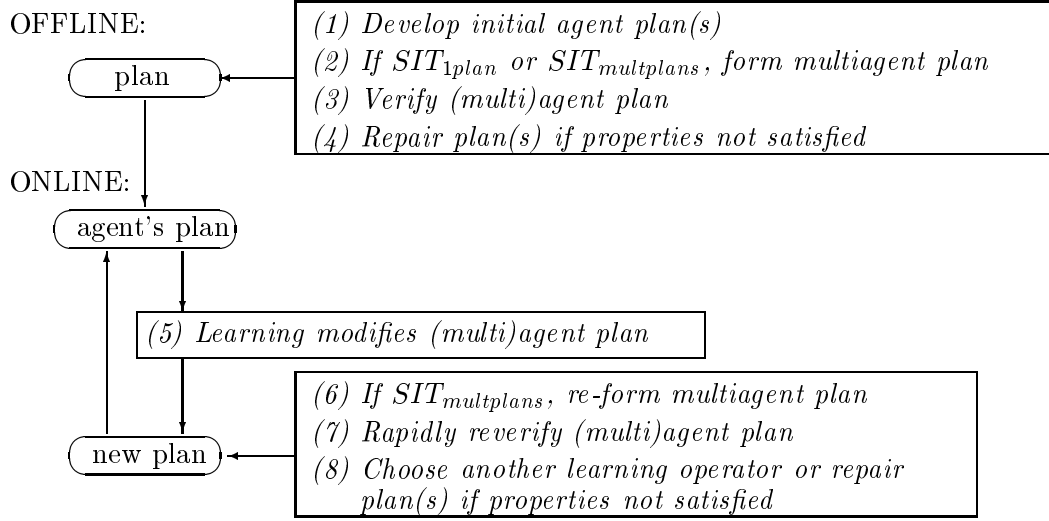 OFFLINE:
(1) Develop initial agent plan(s)
(2) If SIT1plan or SITmultplans, form multiagent plan
(3) Verify (multi)agent plan
(4) Repair plan(s) if properties not satisfied
plan
ONLINE:
agent's plan
(5) Learning modifies (multi)agent plan
(6) If SITmultplans, re-form multiagent plan
(7) Rapidly reverify (multi)agent plan
(8) Choose another learning operator or repair
plan(s) if properties not satisfied
new plan